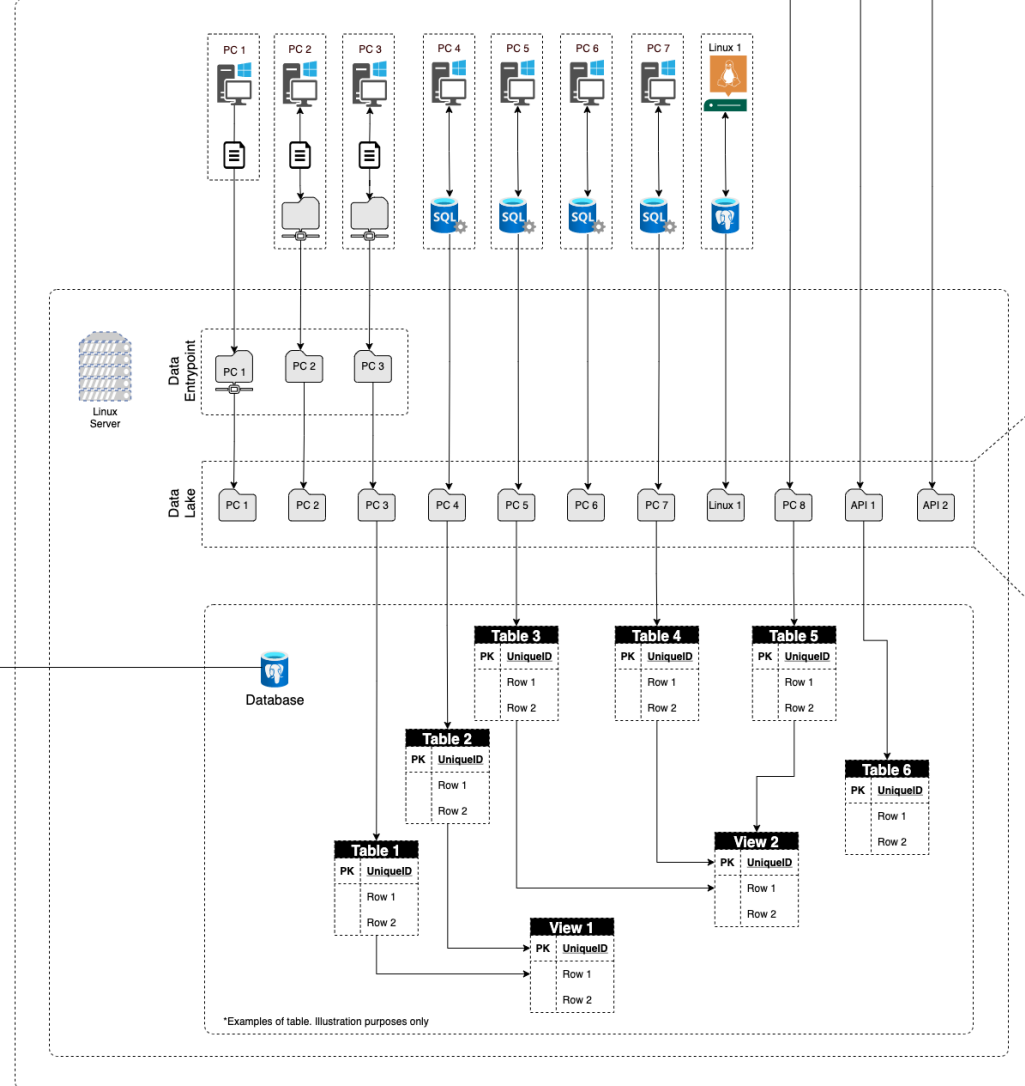 PC 1
PC 2
PC 3
PC 4
PC 5
PC 6
PC 7
Linux 1
SQL
SQL
SQL
SQL
Linux
Server
Data
Entrypoint
PC 1
PC 2
PC 3
Data
Lake
PC 1
PC 2
PC 3
PC 4
PC 5
PC 6
PC 7
Linux 1
PC 8
API 1
API 2
Database
Table 3
PK UniqueID
Row 1
Row 2
Table 4
PK UniqueID
Row 1
Row 2
Table 5
PK UniqueID
Row 1
Row 2
Table 2
PK UniqueID
Row 1
Row 2
Table 6
PK UniqueID
Row 1
Row 2
Table 1
PK UniqueID
Row 1
Row 2
View 2
PK UniqueID
Row 1
Row 2
View 1
PK UniqueID
Row 1
Row 2
*Examples of table. Illustration purposes only